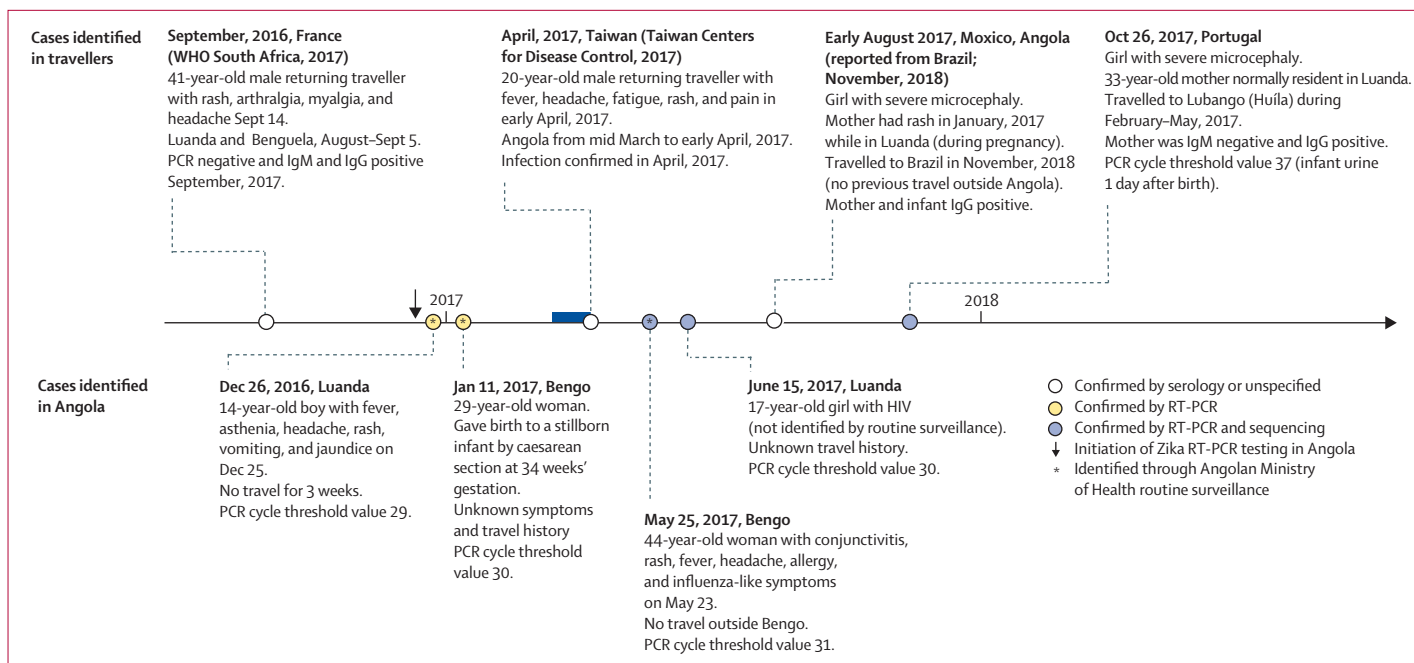 Cases identified
in travellers
September, 2016, France
(WHO South Africa, 2017)
41-year-old male returning traveller
with rash, arthralgia, myalgia, and
headache Sept 14.
Luanda and Benguela, August–Sept 5.
PCR negative and IgM and IgG positive
September, 2017.
April, 2017, Taiwan (Taiwan Centers
for Disease Control, 2017)
20-year-old male returning traveller with
fever, headache, fatigue, rash, and pain in
early April, 2017.
Angola from mid March to early April, 2017.
Infection confirmed in April, 2017.
Early August 2017, Moxico, Angola
(reported from Brazil;
November, 2018)
Girl with severe microcephaly.
Mother had rash in January, 2017
while in Luanda (during pregnancy).
Travelled to Brazil in November, 2018
(no previous travel outside Angola).
Mother and infant IgG positive.
Oct 26, 2017, Portugal
Girl with severe microcephaly.
33-year-old mother normally resident in Luanda.
Travelled to Lubango (Huíla) during
February–May, 2017.
Mother was IgM negative and IgG positive.
PCR cycle threshold value 37 (infant urine
1 day after birth).
2017
2018
* * *
Cases identified
in Angola
Dec 26, 2016, Luanda
14-year-old boy with fever,
asthenia, headache, rash,
vomiting, and jaundice on
Dec 25.
No travel for 3 weeks.
PCR cycle threshold value 29.
Jan 11, 2017, Bengo
29-year-old woman.
Gave birth to a stillborn
infant by caesarean
section at 34 weeks'
gestation.
Unknown symptoms
and travel history
PCR cycle threshold
value 30.
May 25, 2017, Bengo
44-year-old woman with conjunctivitis,
rash, fever, headache, allergy,
and influenza-like symptoms
on May 23.
No travel outside Bengo.
PCR cycle threshold value 31.
June 15, 2017, Luanda
17-year-old girl with HIV
(not identified by routine surveillance).
Unknown travel history.
PCR cycle threshold value 30.
Confirmed by serology or unspecified
Confirmed by RT-PCR
Confirmed by RT-PCR and sequencing
Initiation of Zika RT-PCR testing in Angola
* Identified through Angolan Ministry
of Health routine surveillance